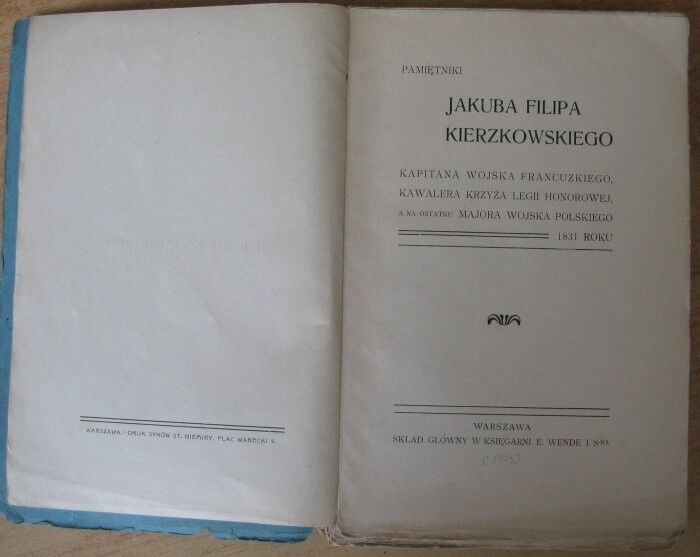 WARSZAWA.—DRUK SYNÓW ST. NIEMIRY, PLAC WARECKI 4.
PAMIĘTNIKI
JAKUBA FILIPA
KIERZKOWSKIEGO
KAPITANA WOJSKA FRANCUZKIEGO,
KAWALERA KRZYŻA LEGII HONOROWEJ,
A NA OSTATKU MAJORA WOJSKA POLSKIEGO
1831 ROKU
WARSZAWA
SKŁAD GŁÓWNY W KSIĘGARNI E. WENDE I S-KA